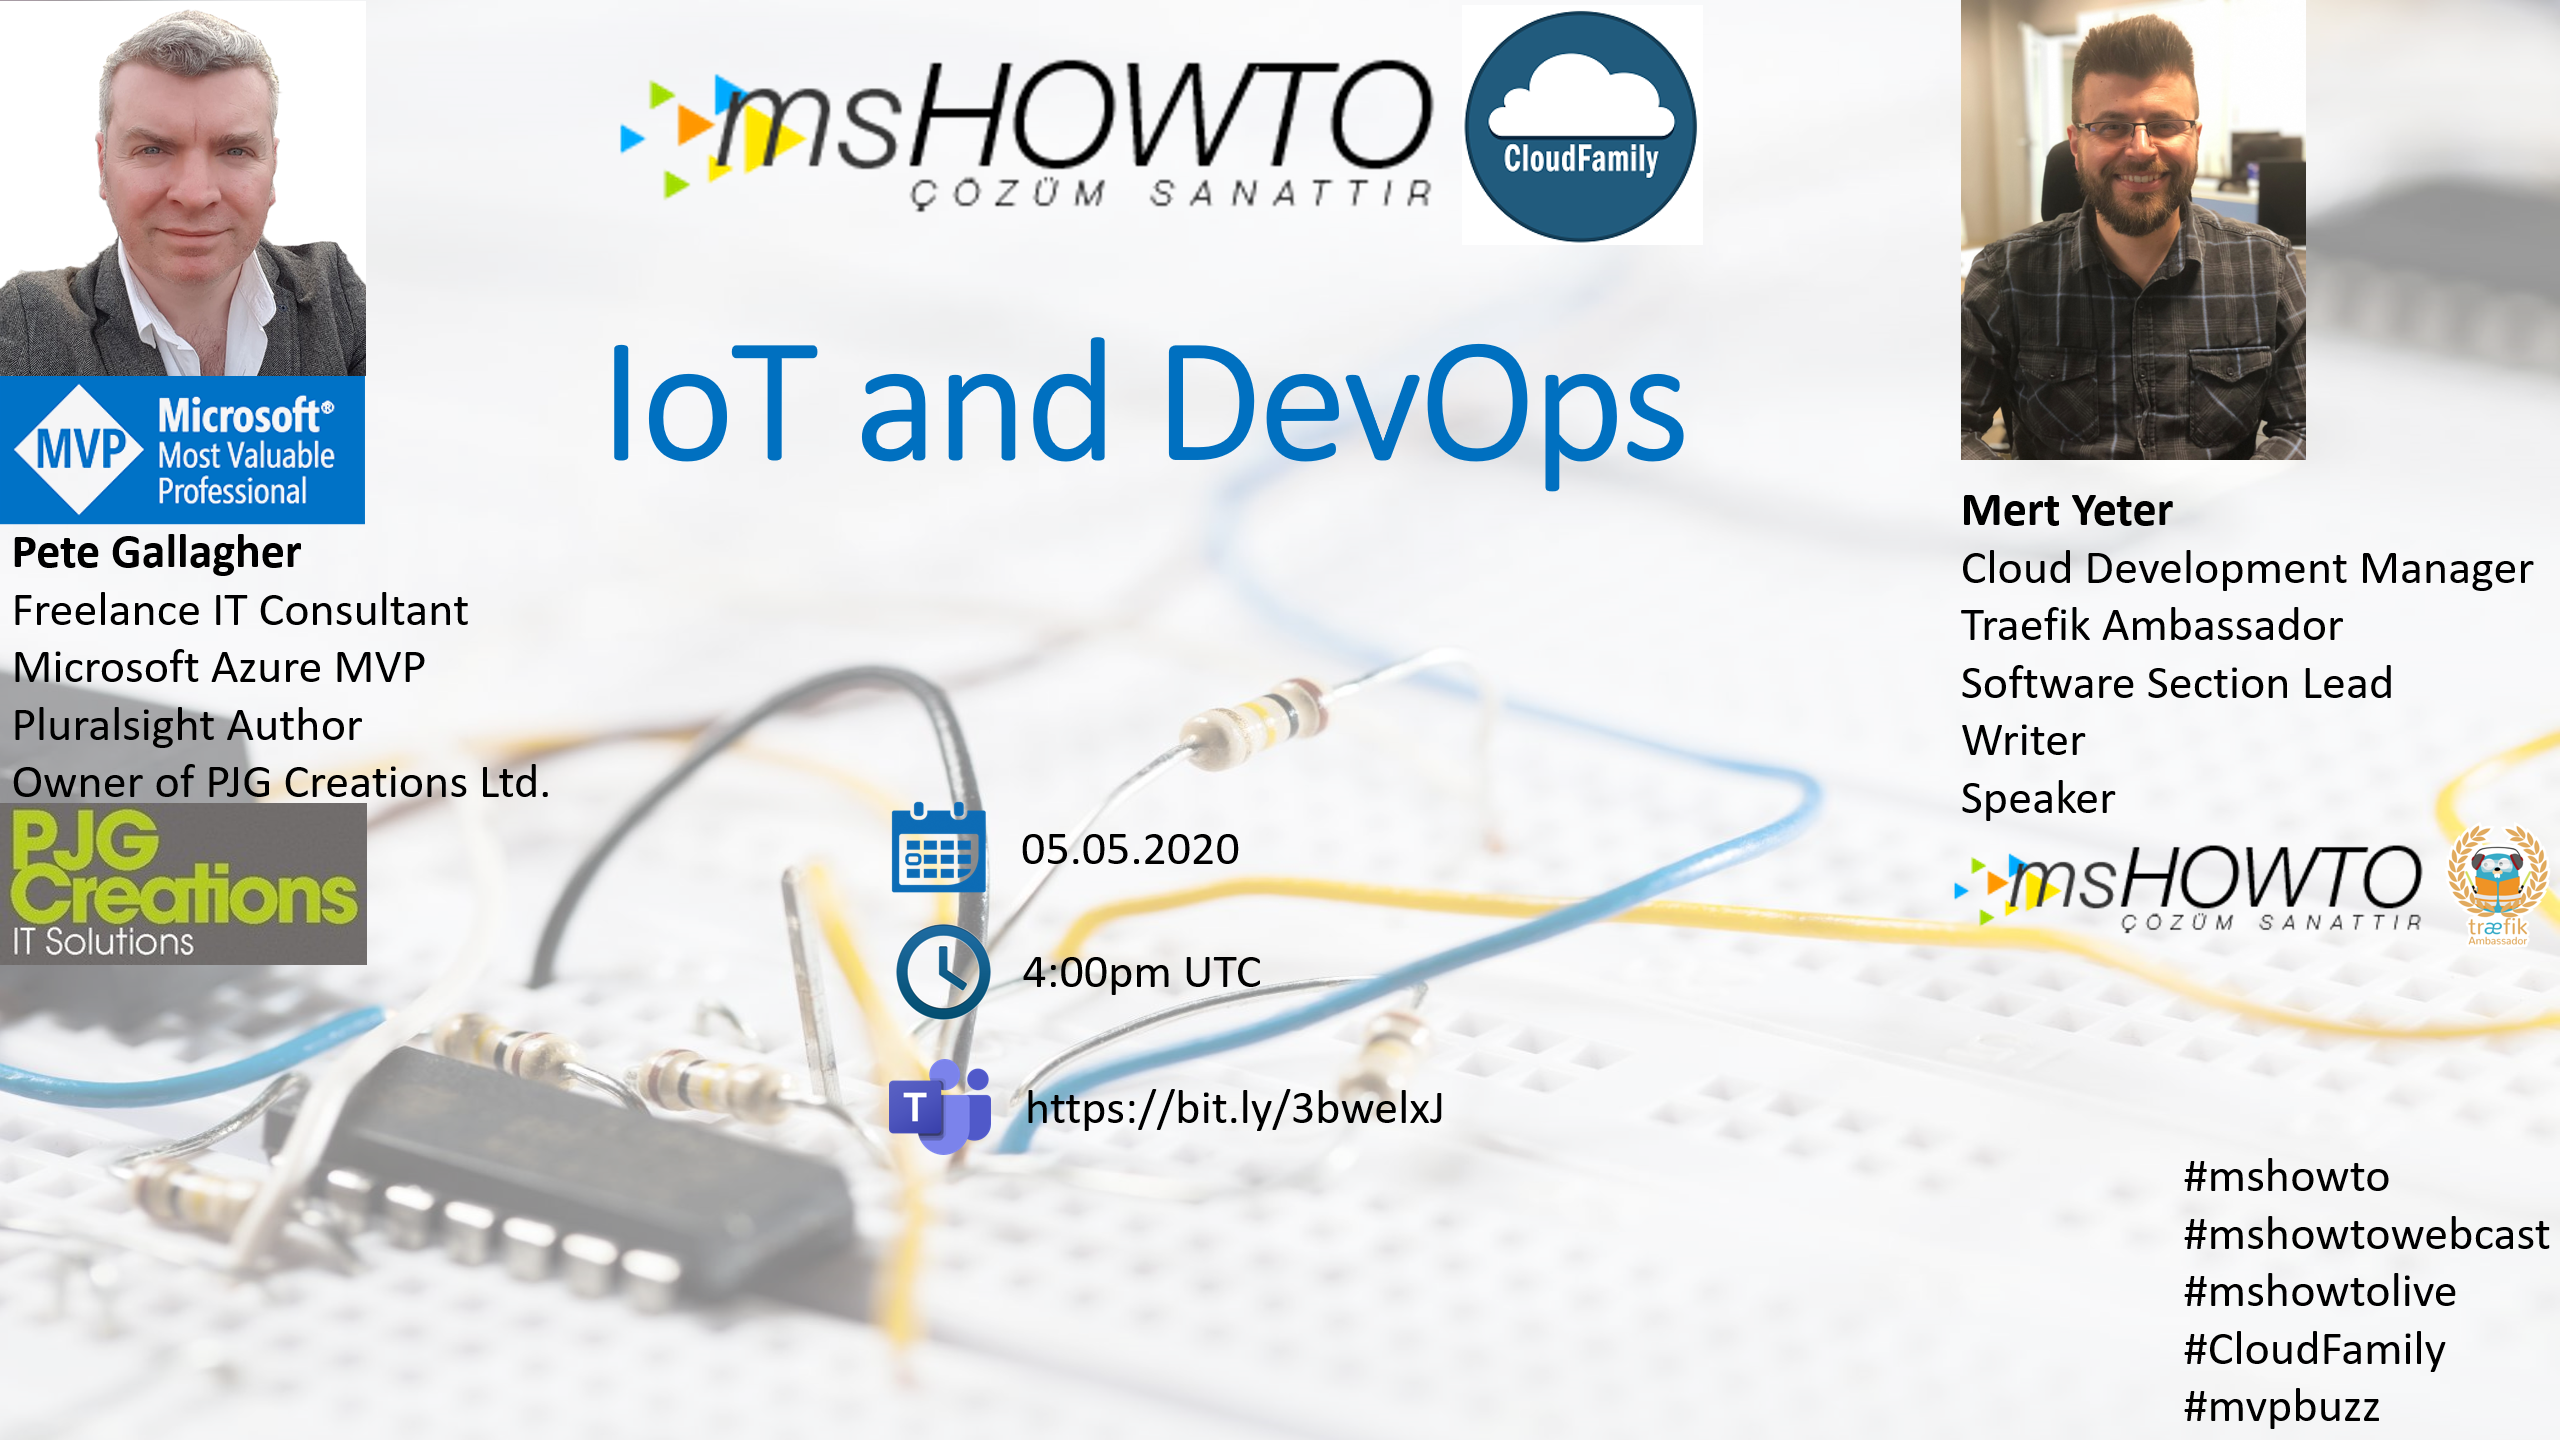 msHOWTO
ÇÖZÜM SANATTIR
CloudFamily
IoT and DevOps
MVP
Microsoft®
Most Valuable
Professional
Pete Gallagher
Freelance IT Consultant
Microsoft Azure MVP
Pluralsight Author
Owner of PJG Creations Ltd.
PJG
Creations
IT Solutions
Mert Yeter
Cloud Development Manager
Traefik Ambassador
Software Section Lead
Writer
Speaker
msHOWTO
ÇÖZÜM SANATTIR
træfik
Ambassador
05.05.2020
4:00pm UTC
T
https://bit.ly/3bwelxJ
#mshowto
#mshowtowebcast
#mshowtolive
#CloudFamily
#mvpbuzz